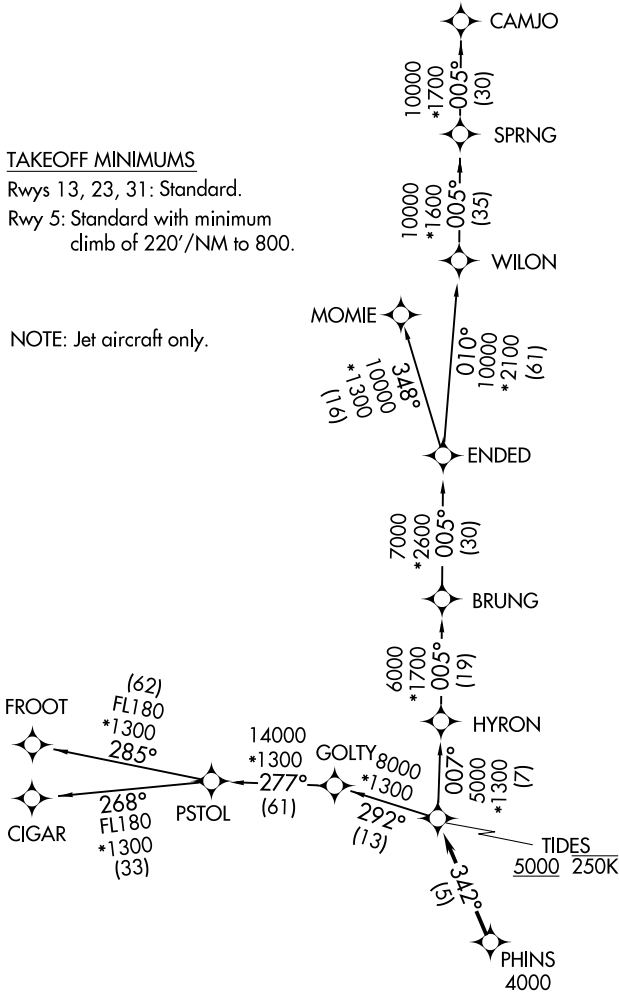 CAMJO
10000
*1700
005°
(30)
SPRNG
TAKEOFF MINIMUMS
Rwys 13, 23, 31: Standard.
Rwy 5: Standard with minimum
climb of 220'/NM to 800.
10000
*1600
005°
(35)
WILON
NOTE: Jet aircraft only.
MOMIE
348°
10000
*1300
(16)
010°
10000
*2100
(61)
ENDED
7000
*2600
005°
(30)
BRUNG
6000
*1700
005°
(19)
HYRON
FROOT
(62)
FL180
*1300
285°
CIGAR
268°
FL180
*1300
(33)
PSTOL
14000
*1300
277°
(61)
GOLTY
8000
*1300
292°
(13)
007°
5000
*1300
(7)
TIDES
5000 250K
342°
(5)
PHINS
4000